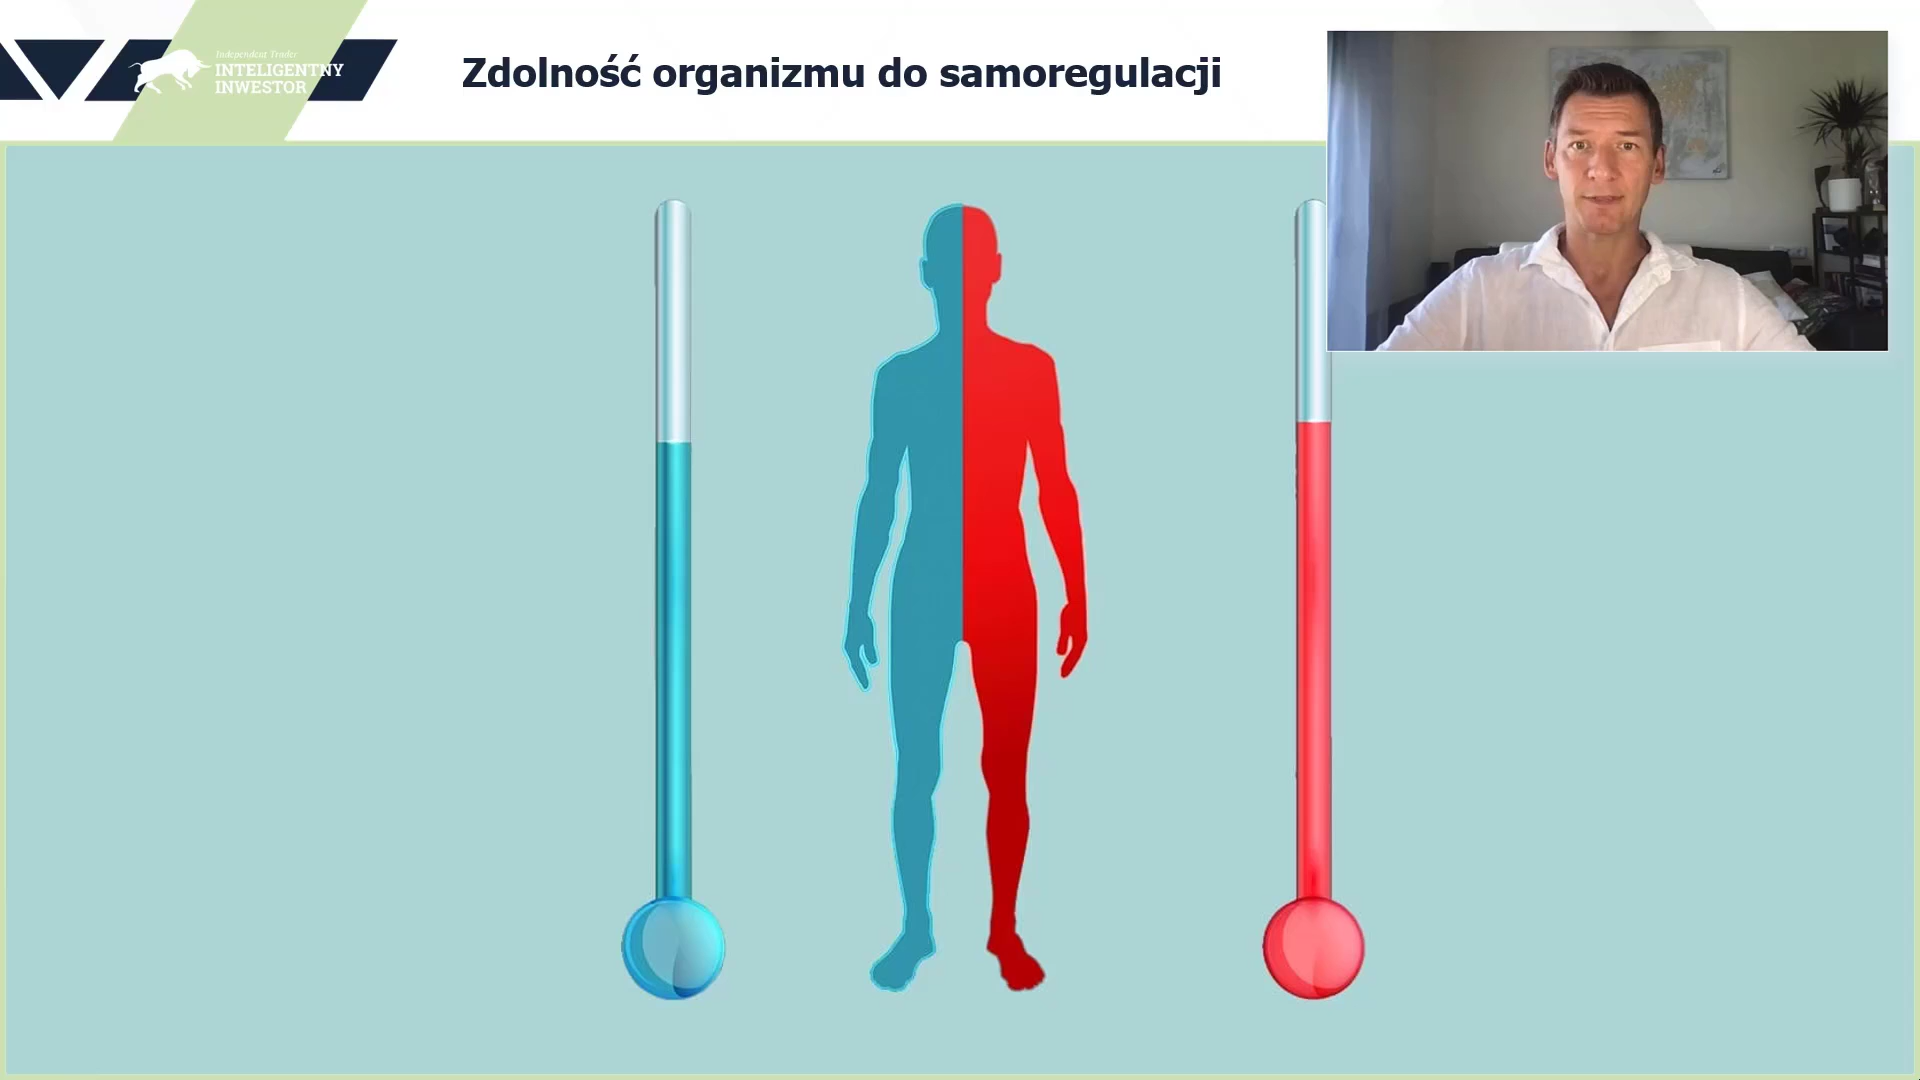 Independent Trader
INTELIGENTNY
INWESTOR
Zdolność organizmu do samoregulacji